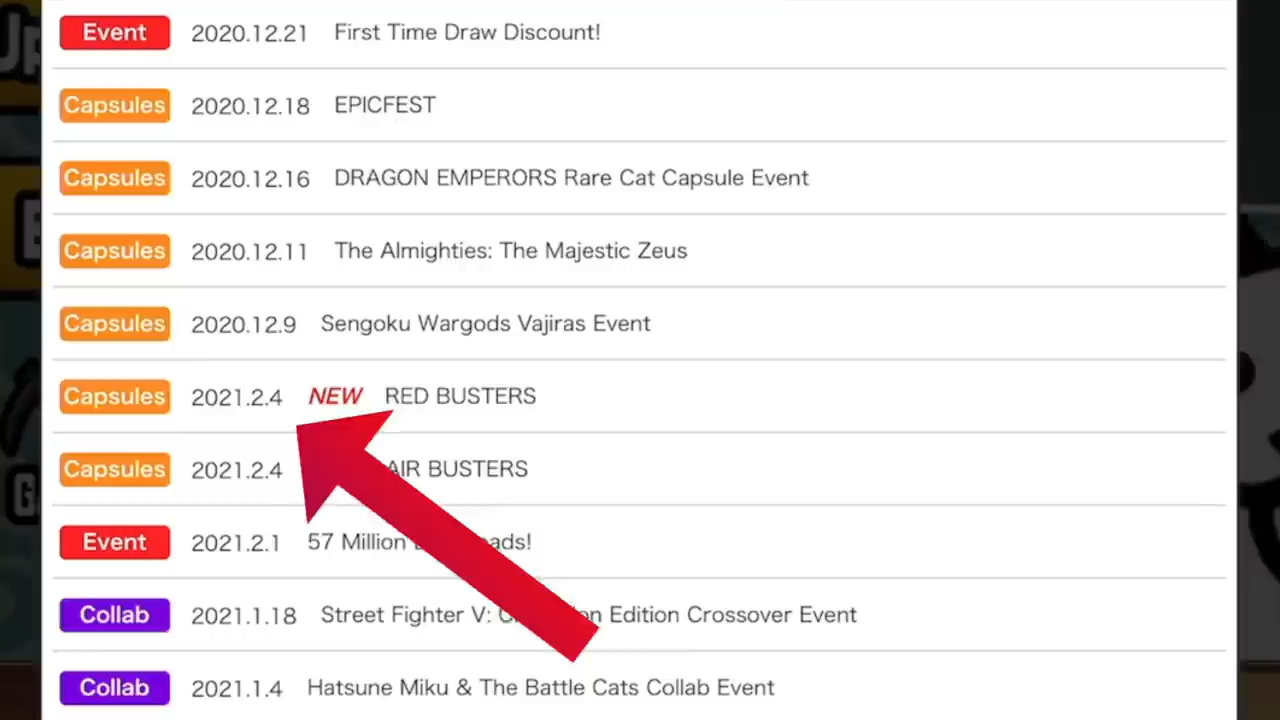 Event 2020.12.21 First Time Draw Discount!
Capsules 2020.12.18 EPICFEST
Capsules 2020.12.16 DRAGON EMPERORS Rare Cat Capsule Event
Capsules 2020.12.11 The Almighties: The Majestic Zeus
Capsules 2020.12.9 Sengoku Wargods Vajiras Event
Capsules 2021.2.4 NEW RED BUSTERS
Capsules 2021.2.4 AIR BUSTERS
Event 2021.2.1 57 Million
Collab 2021.1.18 Street Fighter V: Edition Crossover Event
Collab 2021.1.4 Hatsune Miku & The Battle Cats Collab Event